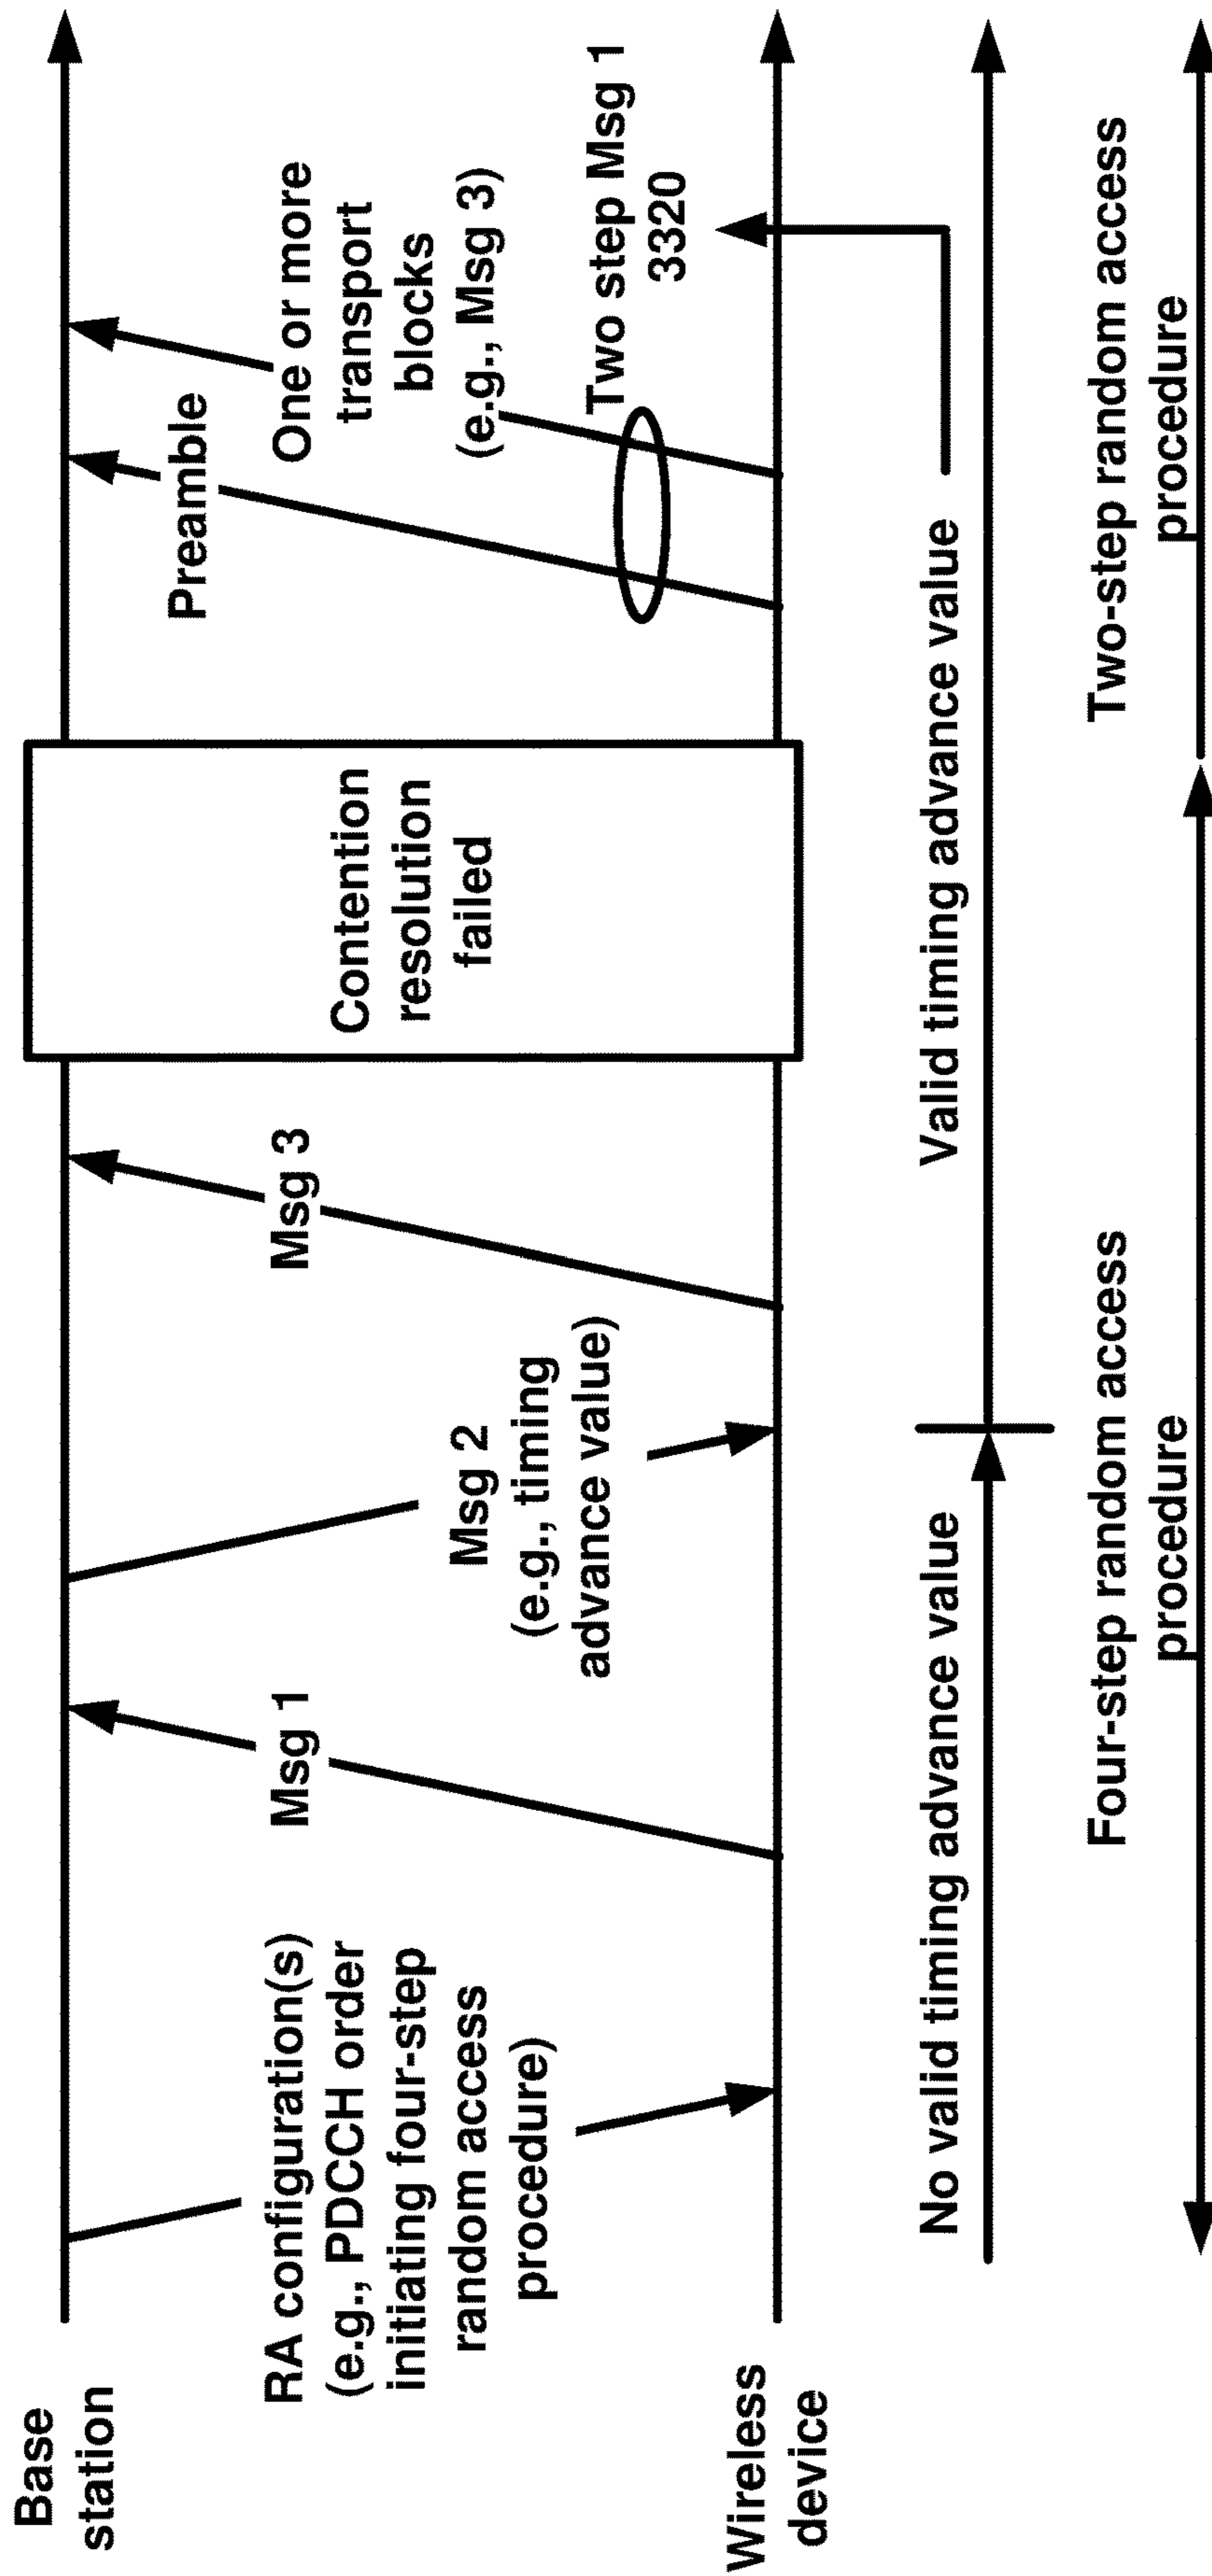 Base
station
RA configuration(s)
(e.g., PDCCH order
initiating four-step
random access
procedure)
Msg 1
Msg 2
(e.g., timing
advance value)
Msg 3
Contention
resolution
failed
Preamble
One or more
transport
blocks
(e.g., Msg 3)
Two step Msg 1
3320
Wireless
device
No valid timing advance value
Valid timing advance value
Four-step random access
procedure
Two-step random access
procedure